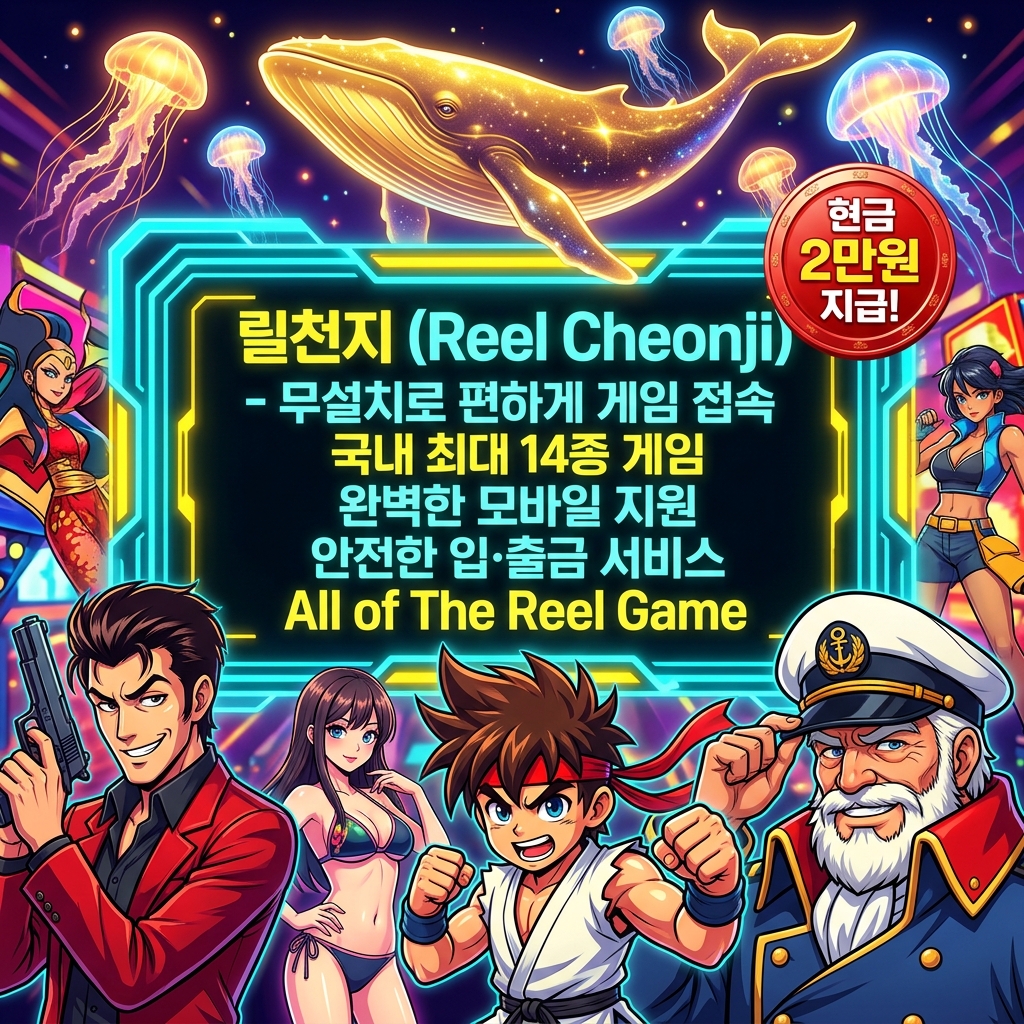 현금
2만원
지급!
릴천지 (Reel Cheonji)
- 무설치로 편하게 게임 접속
국내 최대 14종 게임
완벽한 모바일 지원
안전한 입·출금 서비스
All of The Reel Game